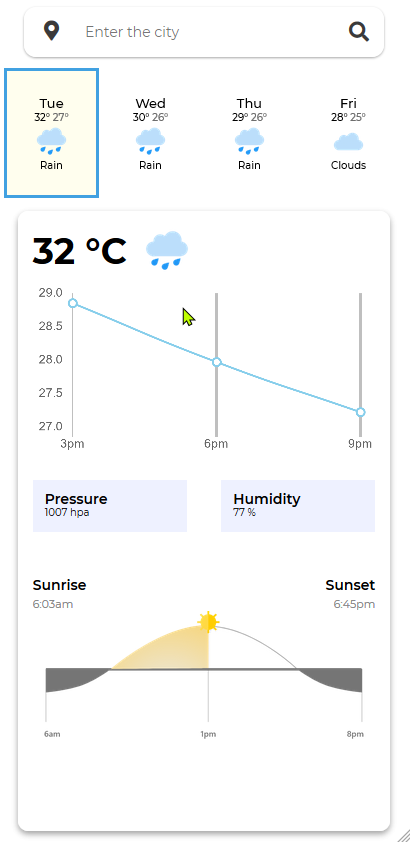 Enter the city
Tue Wed Thu Fri
32° 27° 30° 26° 29° 26° 28° 25°
Rain Rain Rain Clouds
32 °C
29.0
28.5
28.0
27.5
27.0
3pm 6pm 9pm
Pressure Humidity
1007 hpa 77 %
Sunrise Sunset
6:03am 6:45pm
6am 1pm 8pm